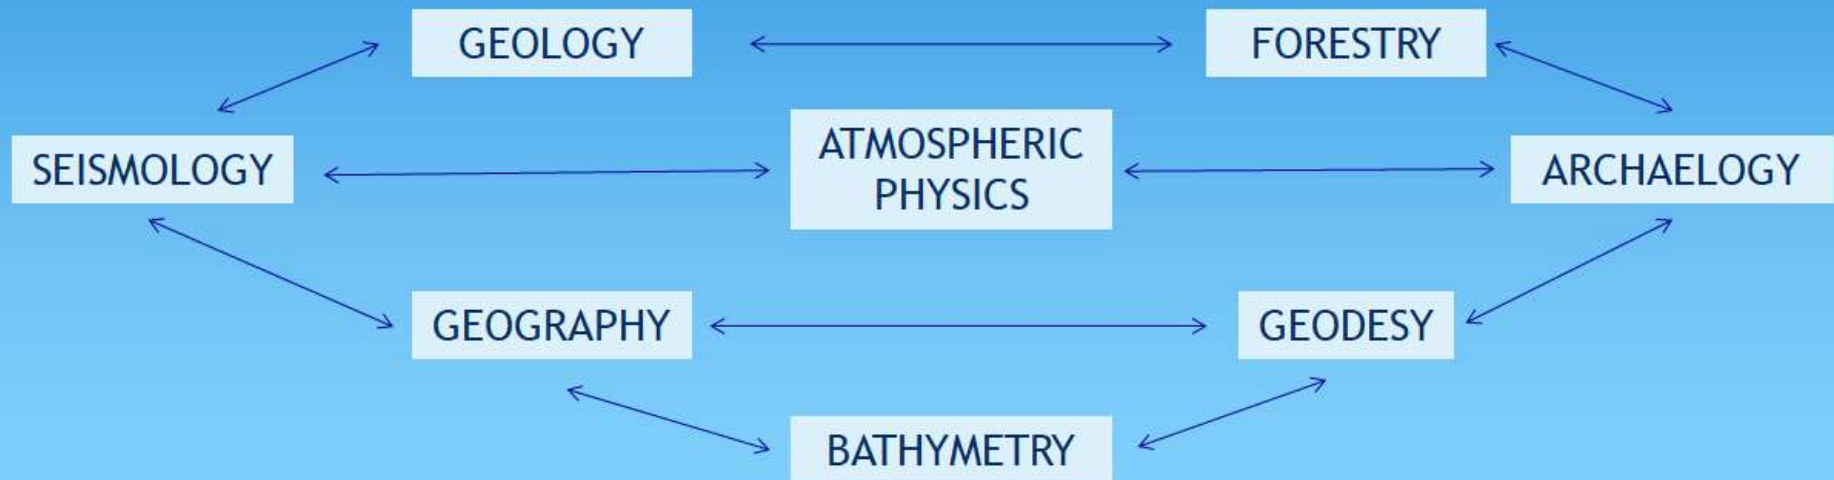 GEOLOGY
FORESTRY
ATMOSPHERIC
PHYSICS
SEISMOLOGY
ARCHAELOGY
GEOGRAPHY
GEODESY
BATHYMETRY